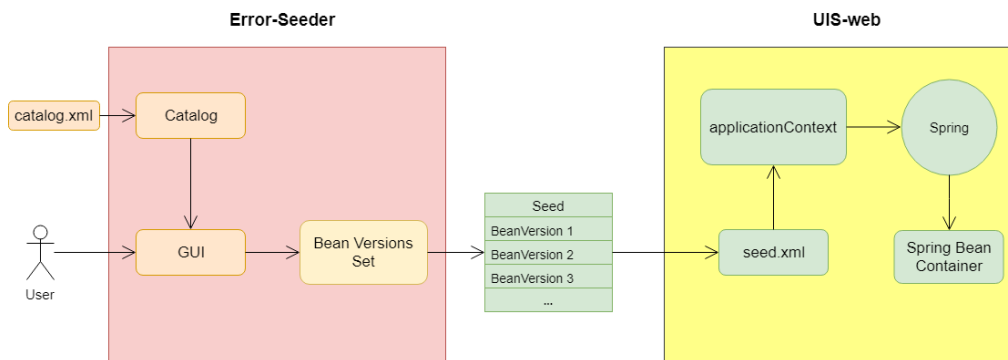 Error-Seeder
UIS-web
catalog.xml
Catalog
applicationContext
Spring
Seed
BeanVersion 1
BeanVersion 2
BeanVersion 3
...
User
GUI
Bean Versions
Set
seed.xml
Spring Bean
Container